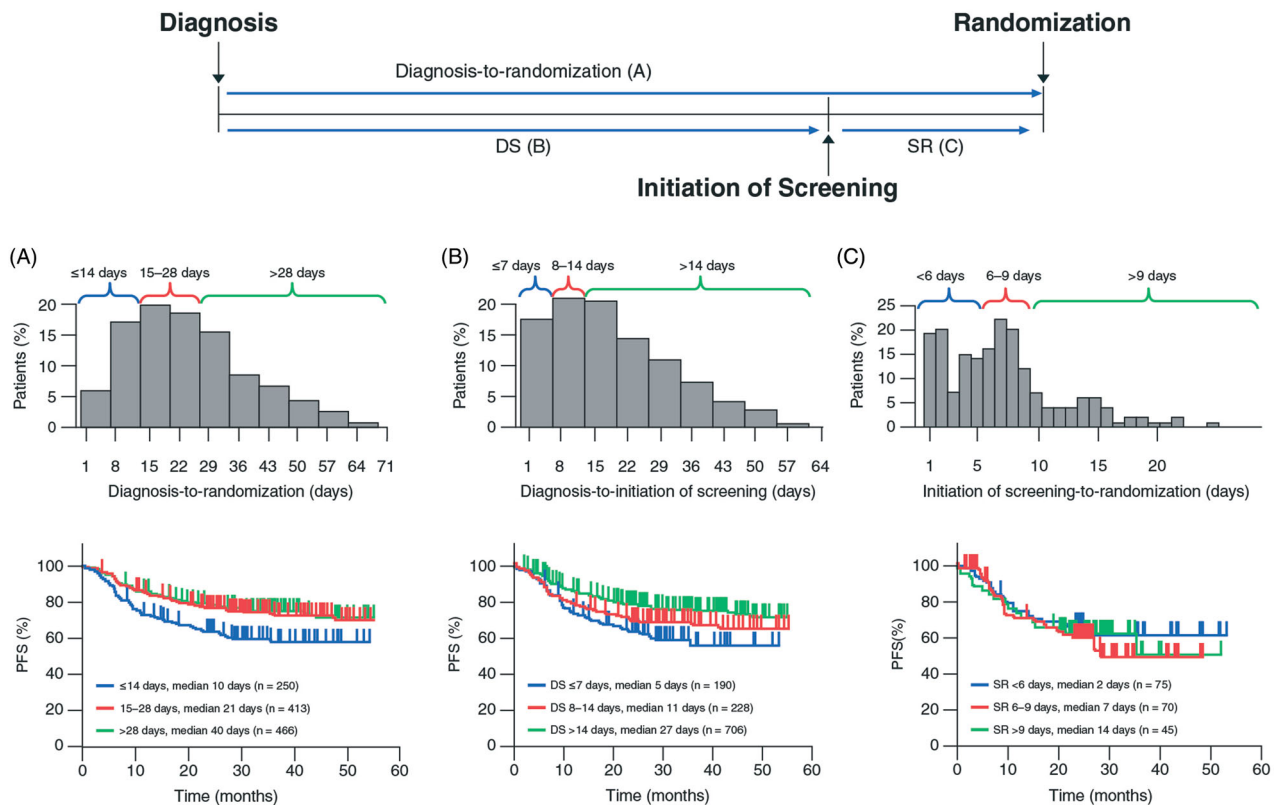 Diagnosis
Randomization
Diagnosis-to-randomization (A)
DS (B)
SR (C)
Initiation of Screening
(A)
≤14 days
15–28 days
>28 days
Patients (%)
20
15
10
5
0
1 8 15 22 29 36 43 50 57 64 71
Diagnosis-to-randomization (days)
(B)
≤7 days
8–14 days
>14 days
Patients (%)
20
15
10
5
0
1 8 15 22 29 36 43 50 57 64
Diagnosis-to-initiation of screening (days)
(C)
<6 days
6–9 days
>9 days
Patients (%)
25
20
15
10
5
0
1 5 10 15 20
Initiation of screening-to-randomization (days)
PFS (%)
100
80
60
40
20
0
≤14 days, median 10 days (n = 250)
15–28 days, median 21 days (n = 413)
>28 days, median 40 days (n = 466)
0 10 20 30 40 50 60
Time (months)
PFS (%)
100
80
60
40
20
0
DS ≤7 days, median 5 days (n = 190)
DS 8–14 days, median 11 days (n = 228)
DS >14 days, median 27 days (n = 706)
0 10 20 30 40 50 60
Time (months)
PFS(%)
100
80
60
40
20
0
SR <6 days, median 2 days (n = 75)
SR 6–9 days, median 7 days (n = 70)
SR >9 days, median 14 days (n = 45)
0 10 20 30 40 50 60
Time (months)